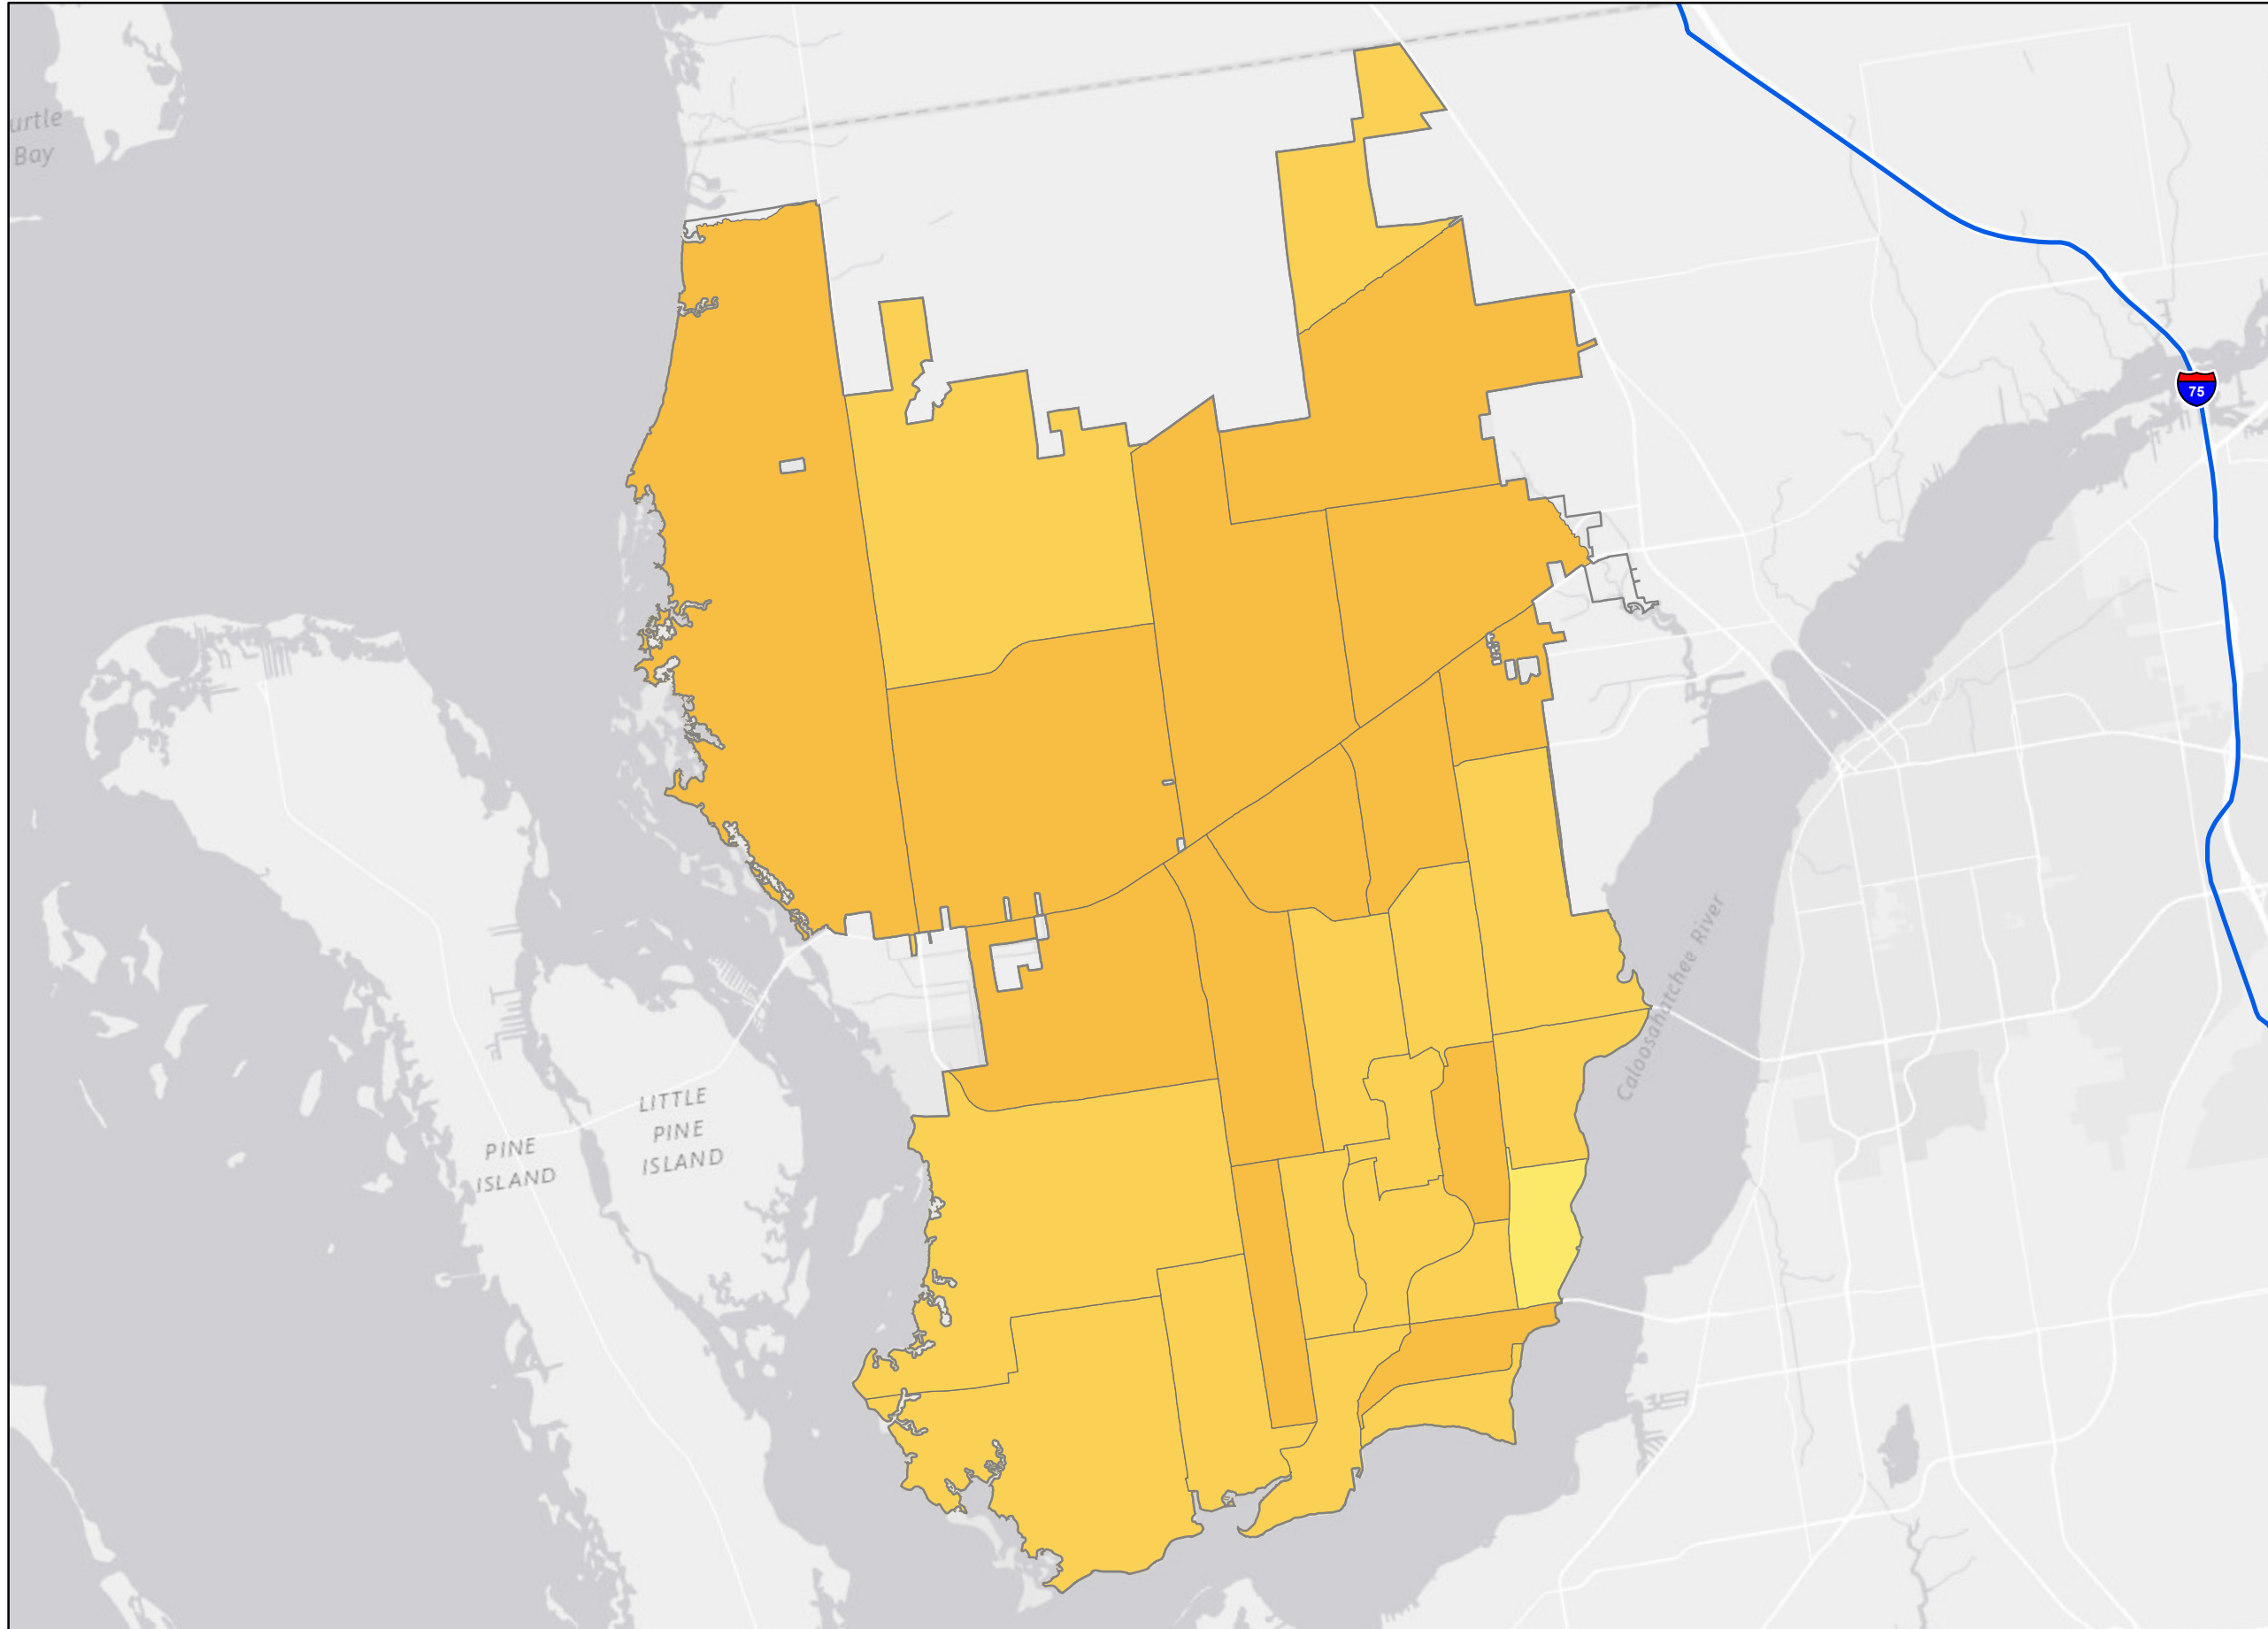 urtle
Bay
75
Caloosahatchee River
LITTLE
PINE
ISLAND
PINE
ISLAND